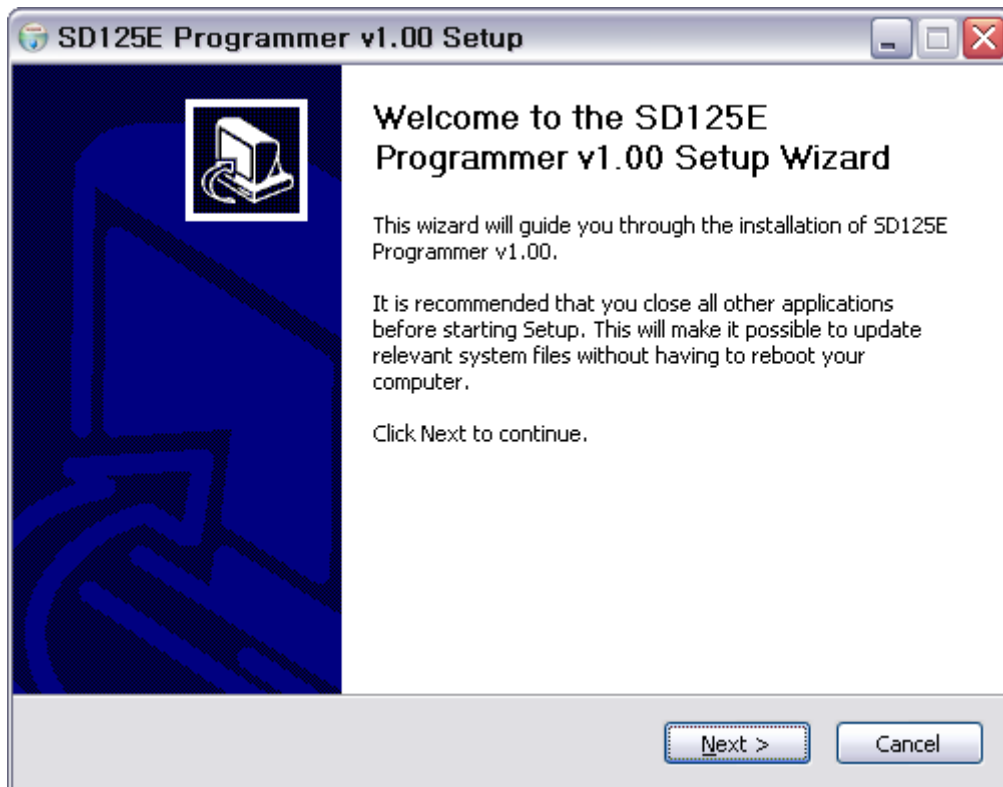 SD125E Programmer v1.00 Setup
Welcome to the SD125E
Programmer v1.00 Setup Wizard
This wizard will guide you through the installation of SD125E
Programmer v1.00.
It is recommended that you close all other applications
before starting Setup. This will make it possible to update
relevant system files without having to reboot your
computer.
Click Next to continue.
Next >
Cancel